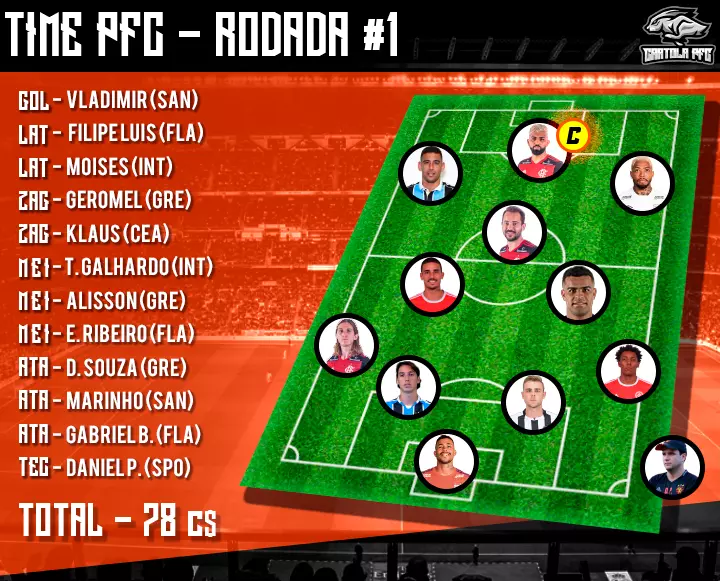 TIME PFC – RODADA #1
CARTOLA PFC
GOL – VLADIMIR (SAN)
LAT – FILIPE LUIS (FLA)
LAT – MOISES (INT)
ZAG – GEROMEL (GRE)
ZAG – KLAUS (CEA)
MEI – T. GALHARDO (INT)
MEI – ALISSON (GRE)
MEI – E. RIBEIRO (FLA)
ATA – D. SOUZA (GRE)
ATA – MARINHO (SAN)
ATA – GABRIEL B. (FLA)
TEC – DANIEL P. (SPO)
TOTAL – 78 C$
C